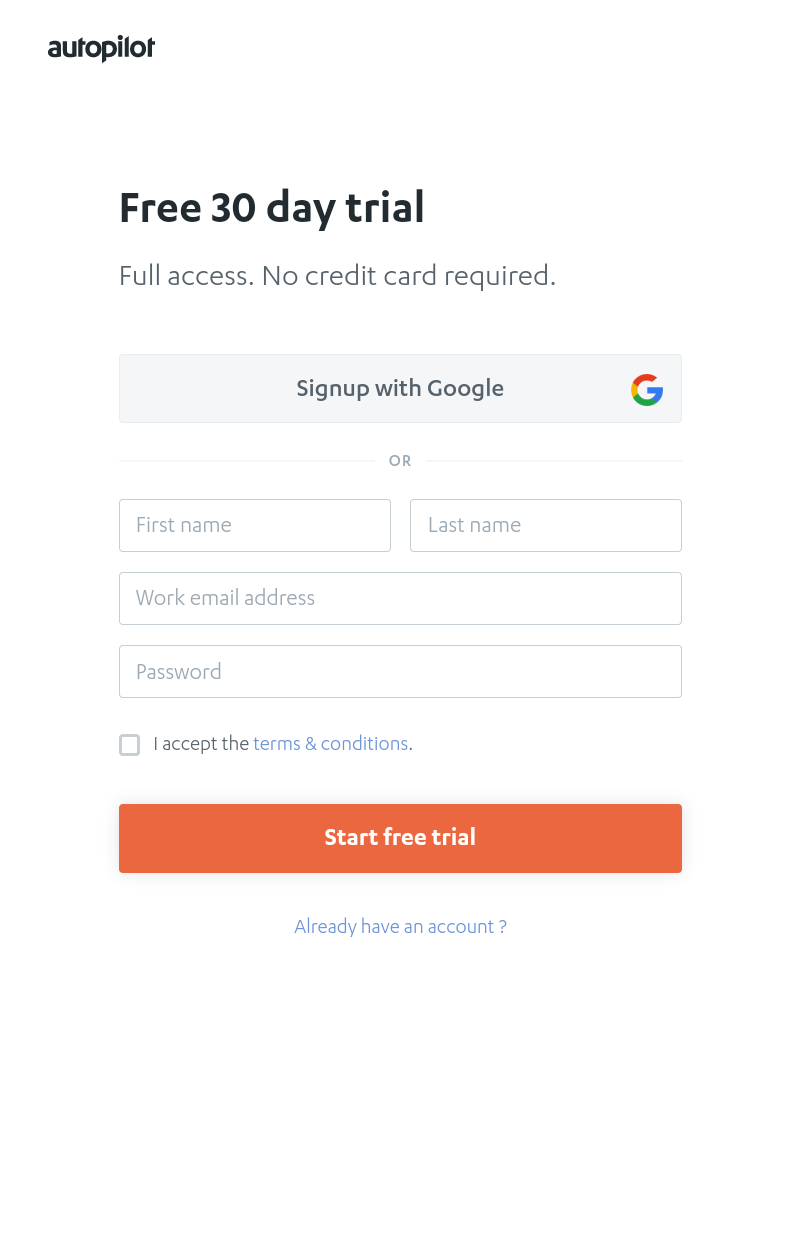 autopilot
Free 30 day trial
Full access. No credit card required.
Signup with Google
OR
First name
Last name
Work email address
Password
I accept the terms & conditions.
Start free trial
Already have an account ?